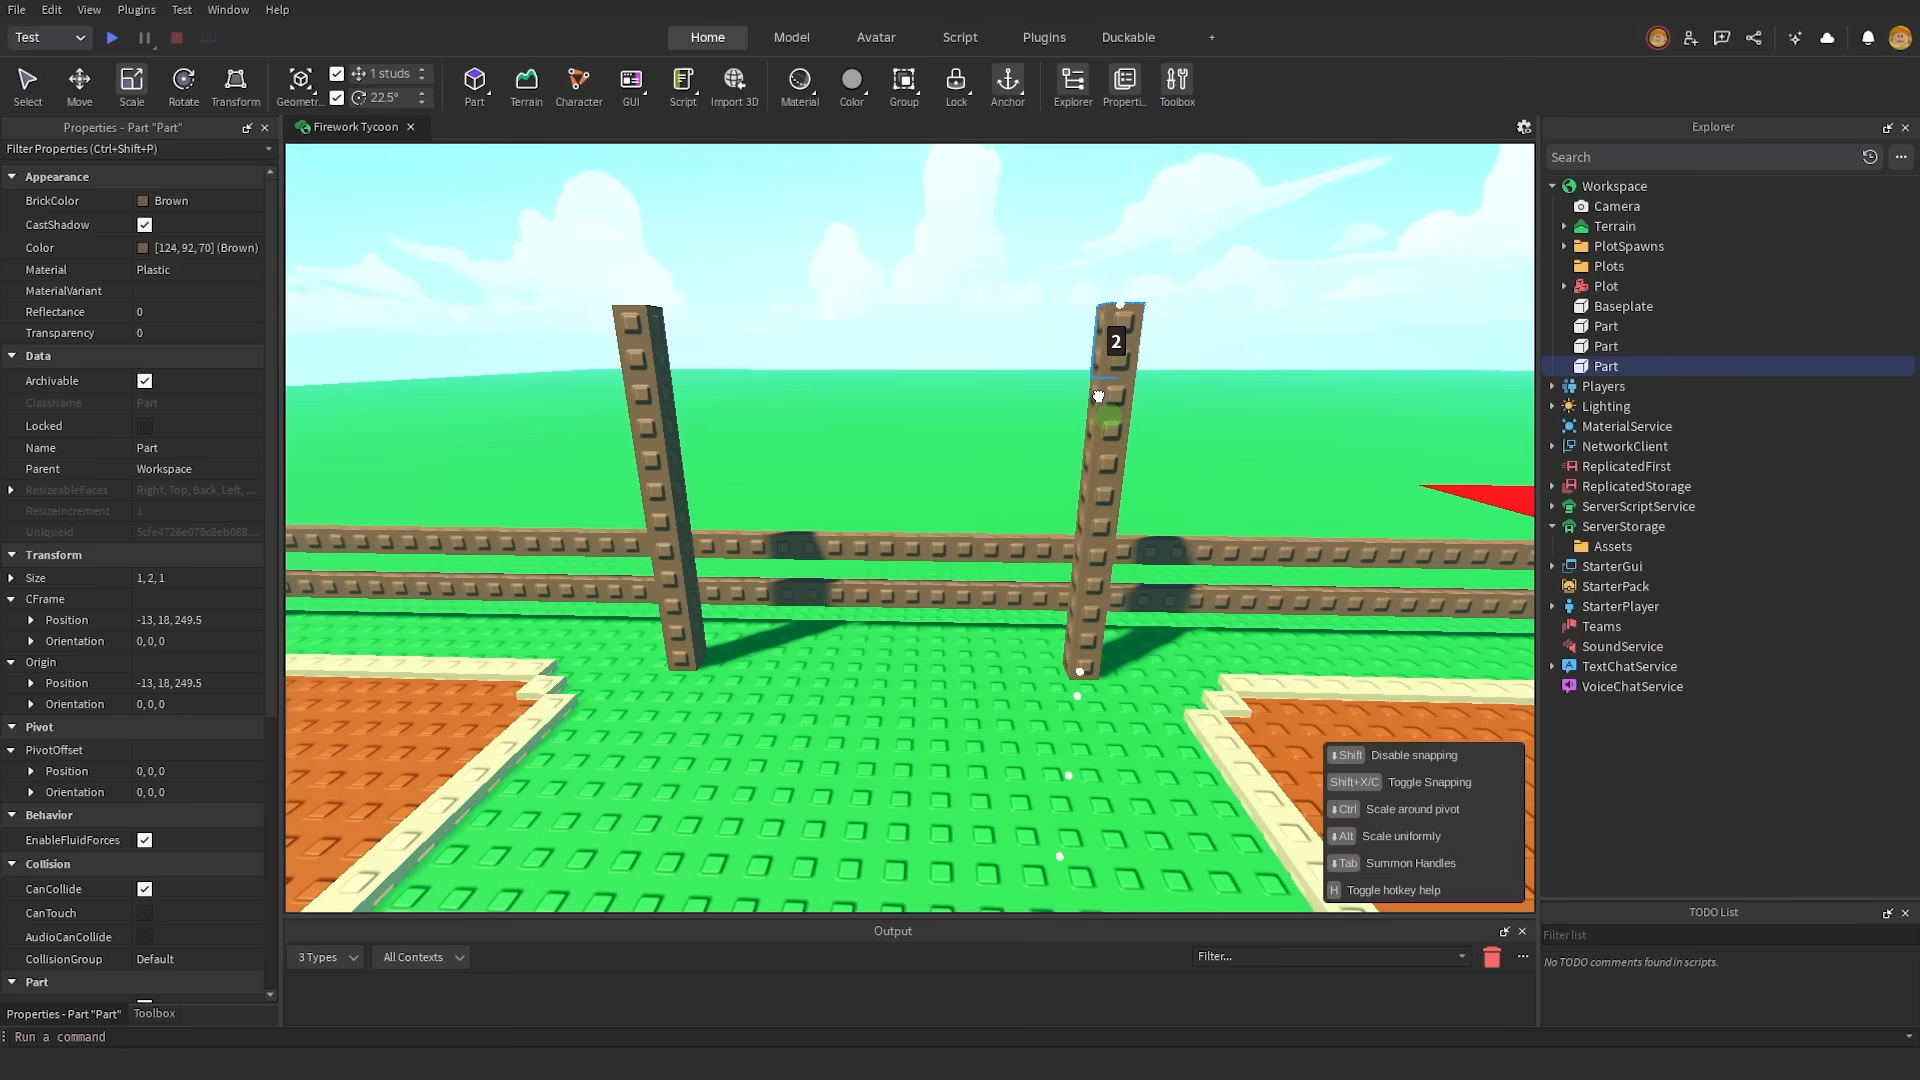 File Edit View Plugins Test Window Help
Test Home Model Avatar Script Plugins Duckable +
1 studs
22.5°
Select Move Scale Rotate Transform Geometr... Part Terrain Character GUI Script Import 3D Material Color Group Lock Anchor Explorer Properti... Toolbox
Properties - Part "Part"
Filter Properties (Ctrl+Shift+P)
Appearance
BrickColor Brown
CastShadow
Color [124, 92, 70] (Brown)
Material Plastic
MaterialVariant
Reflectance 0
Transparency 0
Data
Archivable
ClassName Part
Locked
Name Part
Parent Workspace
ResizeableFaces Right, Top, Back, Left, ...
ResizeIncrement 1
UniqueId 5cfe4726e078c8eb088...
Transform
Size 1, 2, 1
CFrame
Position -13, 18, 249.5
Orientation 0, 0, 0
Origin
Position -13, 18, 249.5
Orientation 0, 0, 0
Pivot
PivotOffset
Position 0, 0, 0
Orientation 0, 0, 0
Behavior
EnableFluidForces
Collision
CanCollide
CanTouch
AudioCanCollide
CollisionGroup Default
Part
Properties - Part "Part" Toolbox
Run a command
Firework Tycoon
2
Shift Disable snapping
Shift+X/C Toggle Snapping
Ctrl Scale around pivot
Alt Scale uniformly
Tab Summon Handles
H Toggle hotkey help
Output
3 Types All Contexts Filter...
Explorer
Search
Workspace
Camera
Terrain
PlotSpawns
Plots
Plot
Baseplate
Part
Part
Part
Players
Lighting
MaterialService
NetworkClient
ReplicatedFirst
ReplicatedStorage
ServerScriptService
ServerStorage
Assets
StarterGui
StarterPack
StarterPlayer
Teams
SoundService
TextChatService
VoiceChatService
TODO List
Filter list
No TODO comments found in scripts.